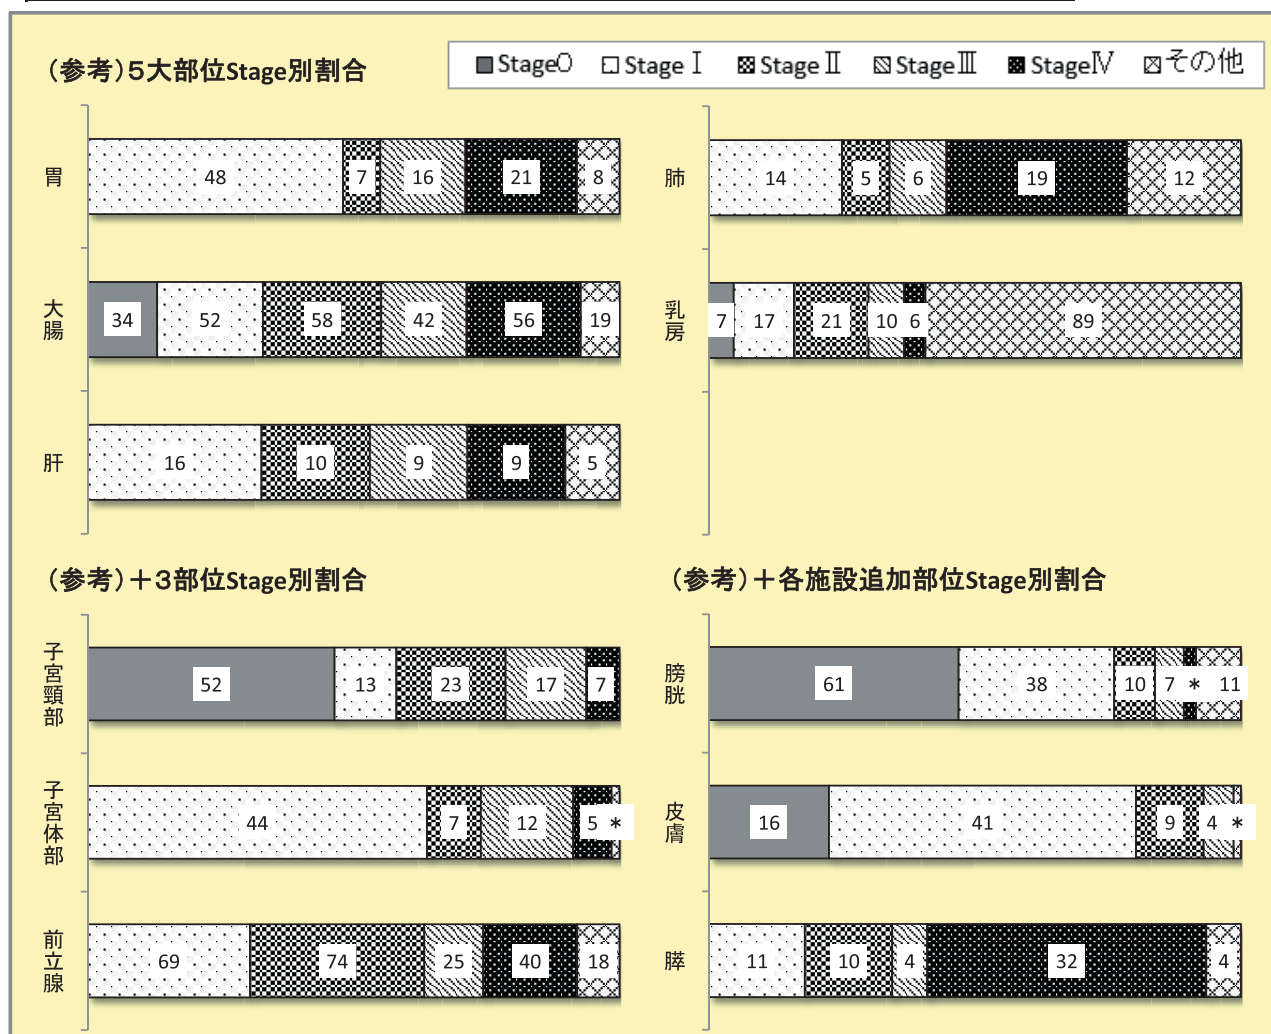 (参考)5大部位Stage別割合
Stage0 StageⅠ StageⅡ StageⅢ StageⅣ その他
胃 48 7 16 21 8
大腸 34 52 58 42 56 19
肝 16 10 9 9 5
肺 14 5 6 19 12
乳房 7 17 21 10 6 89
(参考)+3部位Stage別割合
子宮頸部 52 13 23 17 7
子宮体部 44 7 12 5 *
前立腺 69 74 25 40 18
(参考)+各施設追加部位Stage別割合
膀胱 61 38 10 7 * 11
皮膚 16 41 9 4 *
膵 11 10 4 32 4